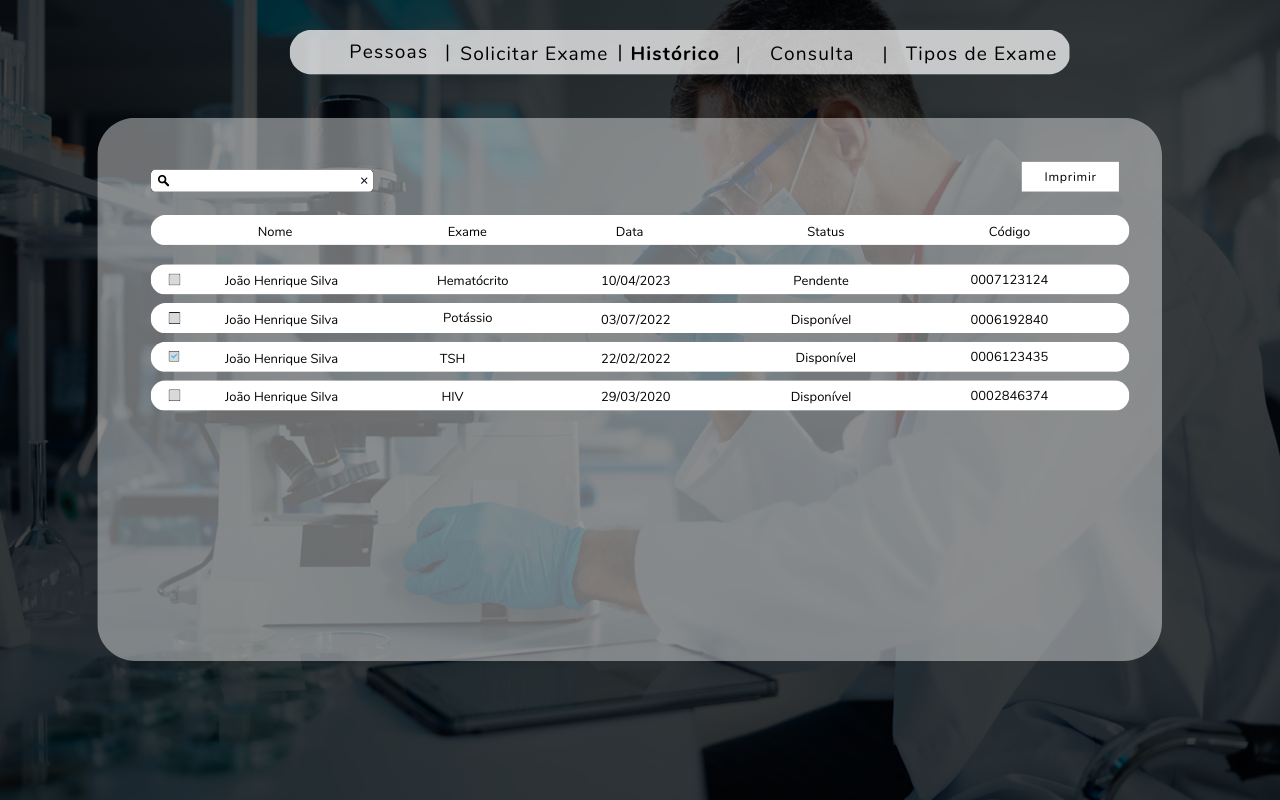 Pessoas | Solicitar Exame | Histórico | Consulta | Tipos de Exame
Imprimir
Nome Exame Data Status Código
João Henrique Silva Hematócrito 10/04/2023 Pendente 0007123124
João Henrique Silva Potássio 03/07/2022 Disponível 0006192840
João Henrique Silva TSH 22/02/2022 Disponível 0006123435
João Henrique Silva HIV 29/03/2020 Disponível 0002846374